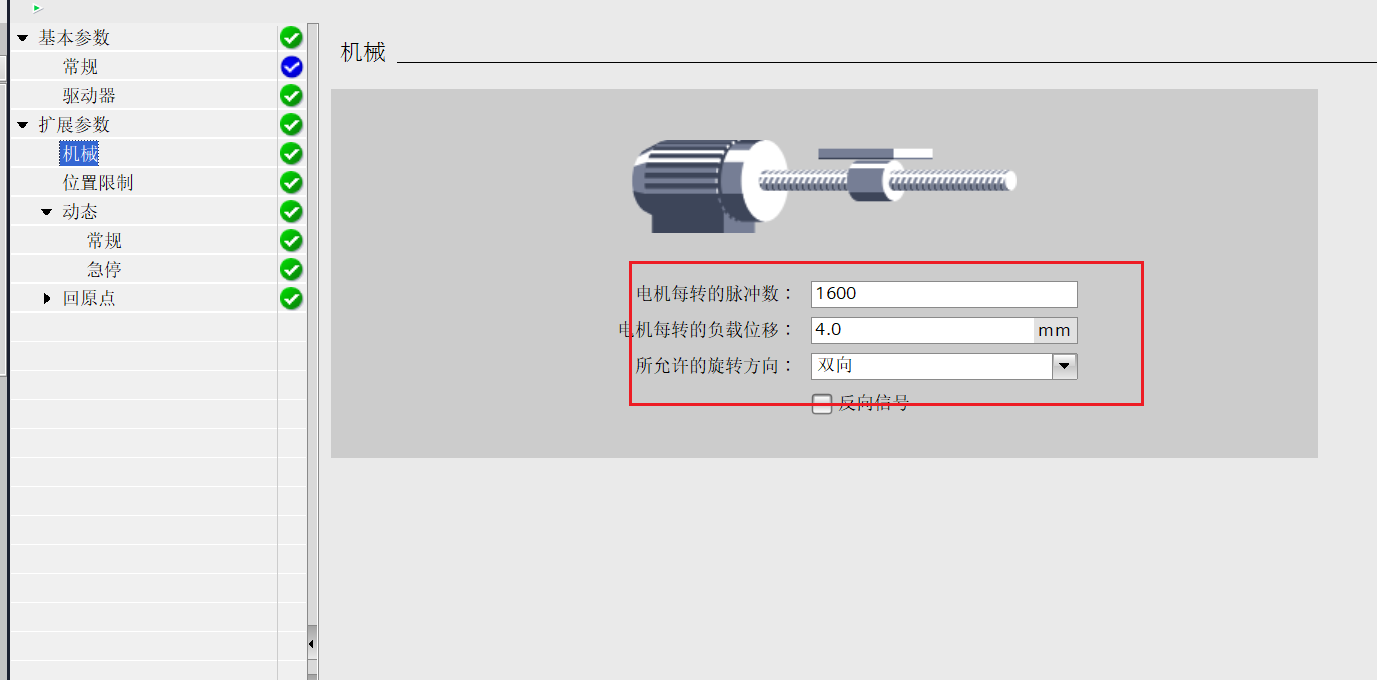 基本参数
常规
驱动器
扩展参数
机械
位置限制
动态
常规
急停
回原点
机械
电机每转的脉冲数： 1600
电机每转的负载位移： 4.0 mm
所允许的旋转方向： 双向
反向信号